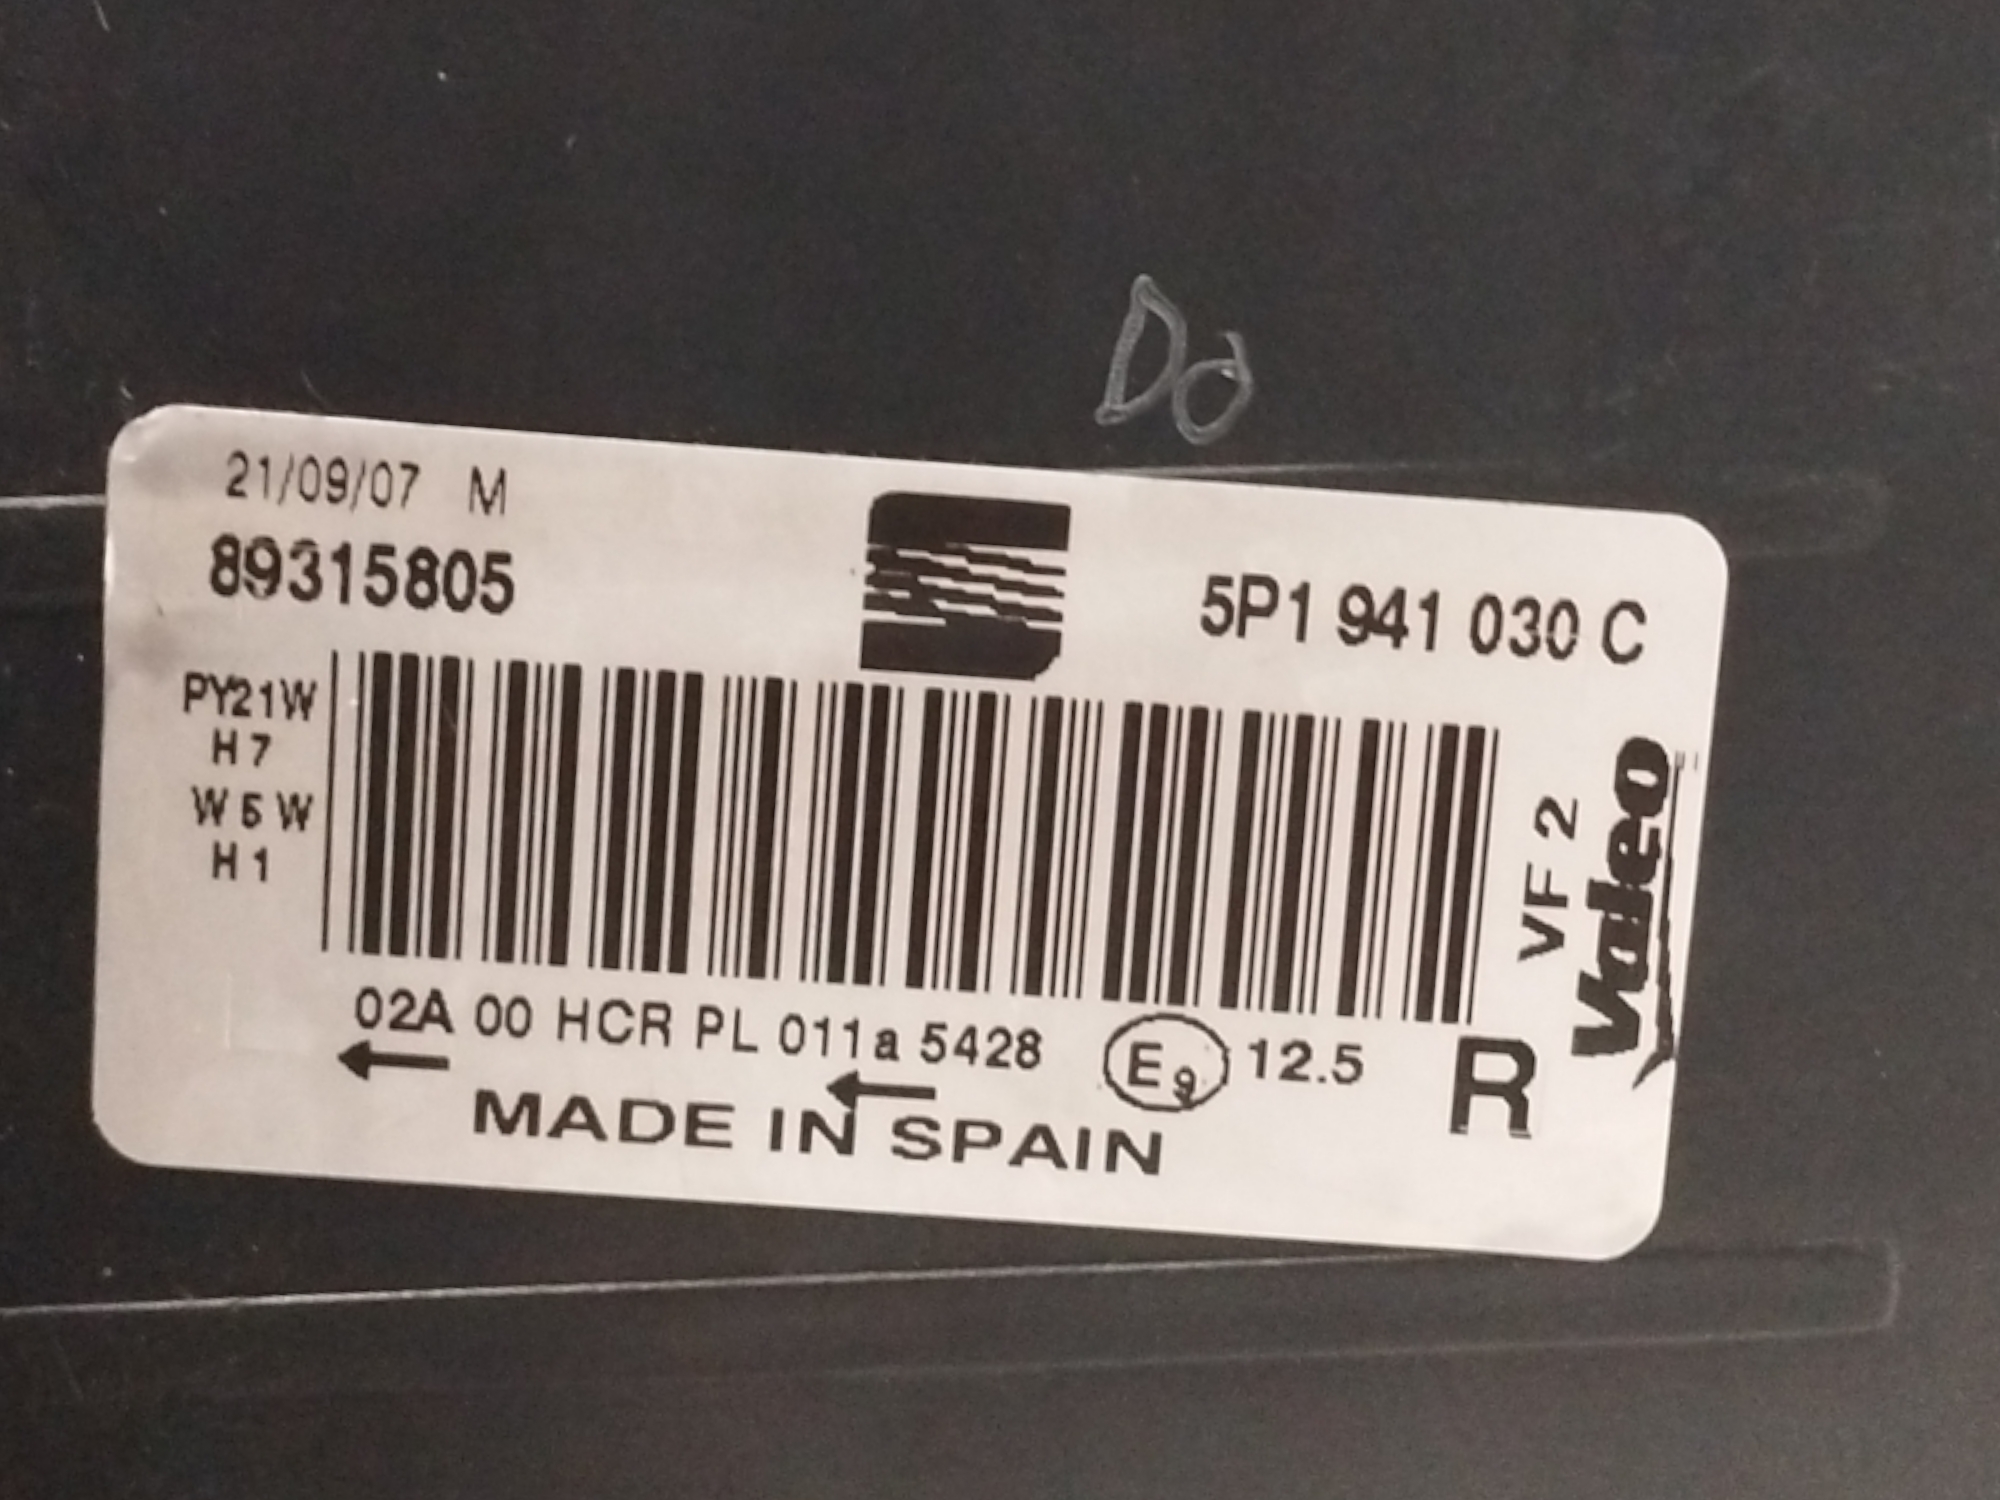 Do
21/09/07 M
89315805
5P1 941 030 C
PY21W
H7
W5W
H1
VF 2
Valeo
02A 00 HCR PL 011a 5428 E9 12.5
R
MADE IN SPAIN